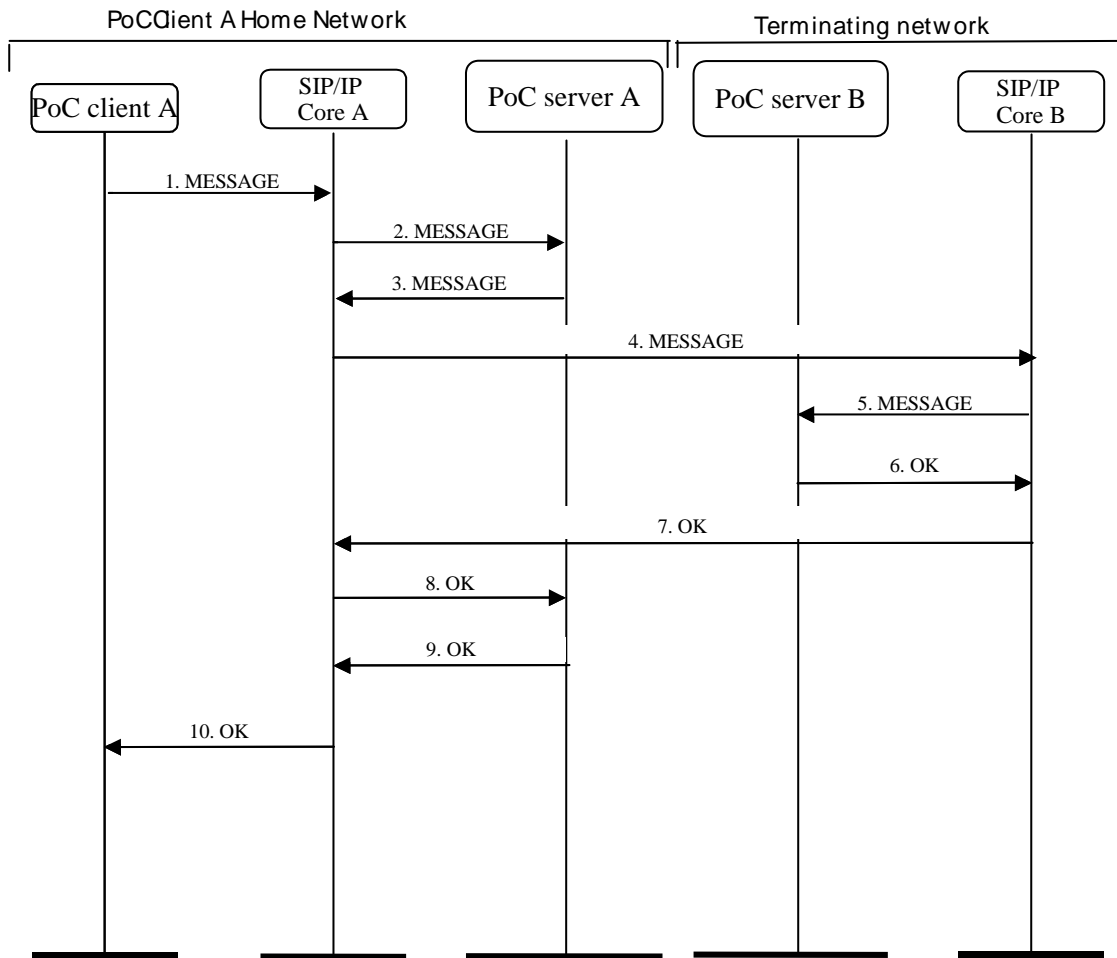 PoCClient A Home Network
Terminating network
PoC client A
SIP/IP
Core A
PoC server A
PoC server B
SIP/IP
Core B
1. MESSAGE
2. MESSAGE
3. MESSAGE
4. MESSAGE
5. MESSAGE
6. OK
7. OK
8. OK
9. OK
10. OK